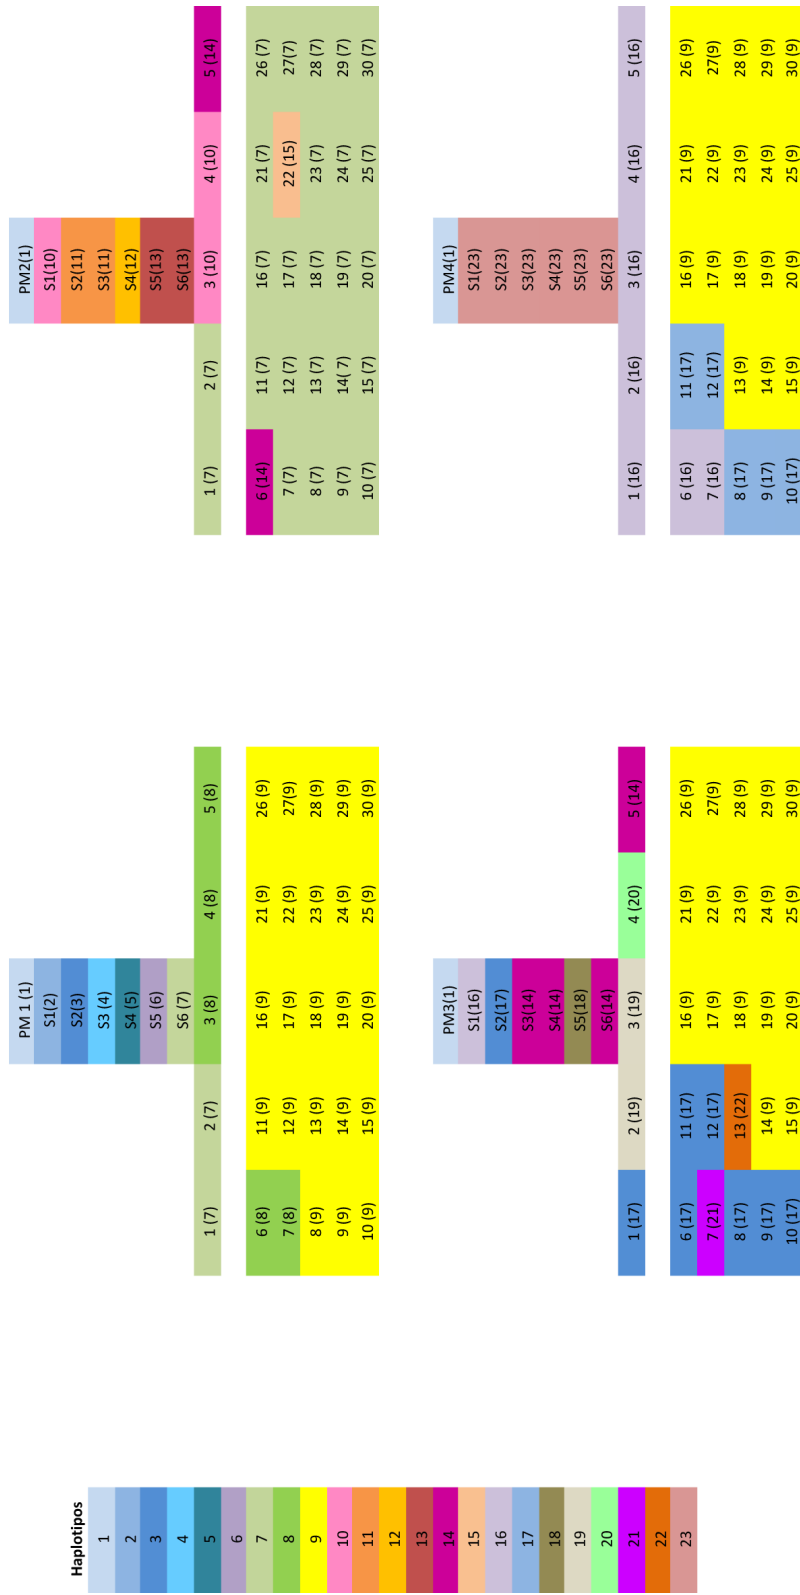 Haplotipos
1
2
3
4
5
6
7
8
9
10
11
12
13
14
15
16
17
18
19
20
21
22
23
PM 1 (1)
S1(2)
S2(3)
S3 (4)
S4 (5)
S5 (6)
S6 (7)
1 (7) 2 (7) 3 (8) 4 (8) 5 (8)
6 (8) 11 (9) 16 (9) 21 (9) 26 (9)
7 (8) 12 (9) 17 (9) 22 (9) 27(9)
8 (9) 13 (9) 18 (9) 23 (9) 28 (9)
9 (9) 14 (9) 19 (9) 24 (9) 29 (9)
10 (9) 15 (9) 20 (9) 25 (9) 30 (9)
PM2(1)
S1(10)
S2(11)
S3(11)
S4(12)
S5(13)
S6(13)
1 (7) 2 (7) 3 (10) 4 (10) 5 (14)
6 (14) 11 (7) 16 (7) 21 (7) 26 (7)
7 (7) 12 (7) 17 (7) 22 (15) 27(7)
8 (7) 13 (7) 18 (7) 23 (7) 28 (7)
9 (7) 14( 7) 19 (7) 24 (7) 29 (7)
10 (7) 15 (7) 20 (7) 25 (7) 30 (7)
PM3(1)
S1(16)
S2(17)
S3(14)
S4(14)
S5(18)
S6(14)
1 (17) 2 (19) 3 (19) 4 (20) 5 (14)
6 (17) 11 (17) 16 (9) 21 (9) 26 (9)
7 (21) 12 (17) 17 (9) 22 (9) 27(9)
8 (17) 13 (22) 18 (9) 23 (9) 28 (9)
9 (17) 14 (9) 19 (9) 24 (9) 29 (9)
10 (17) 15 (9) 20 (9) 25 (9) 30 (9)
PM4(1)
S1(23)
S2(23)
S3(23)
S4(23)
S5(23)
S6(23)
1 (16) 2 (16) 3 (16) 4 (16) 5 (16)
6 (16) 11 (17) 16 (9) 21 (9) 26 (9)
7 (16) 12 (17) 17 (9) 22 (9) 27(9)
8 (17) 13 (9) 18 (9) 23 (9) 28 (9)
9 (17) 14 (9) 19 (9) 24 (9) 29 (9)
10 (17) 15 (9) 20 (9) 25 (9) 30 (9)